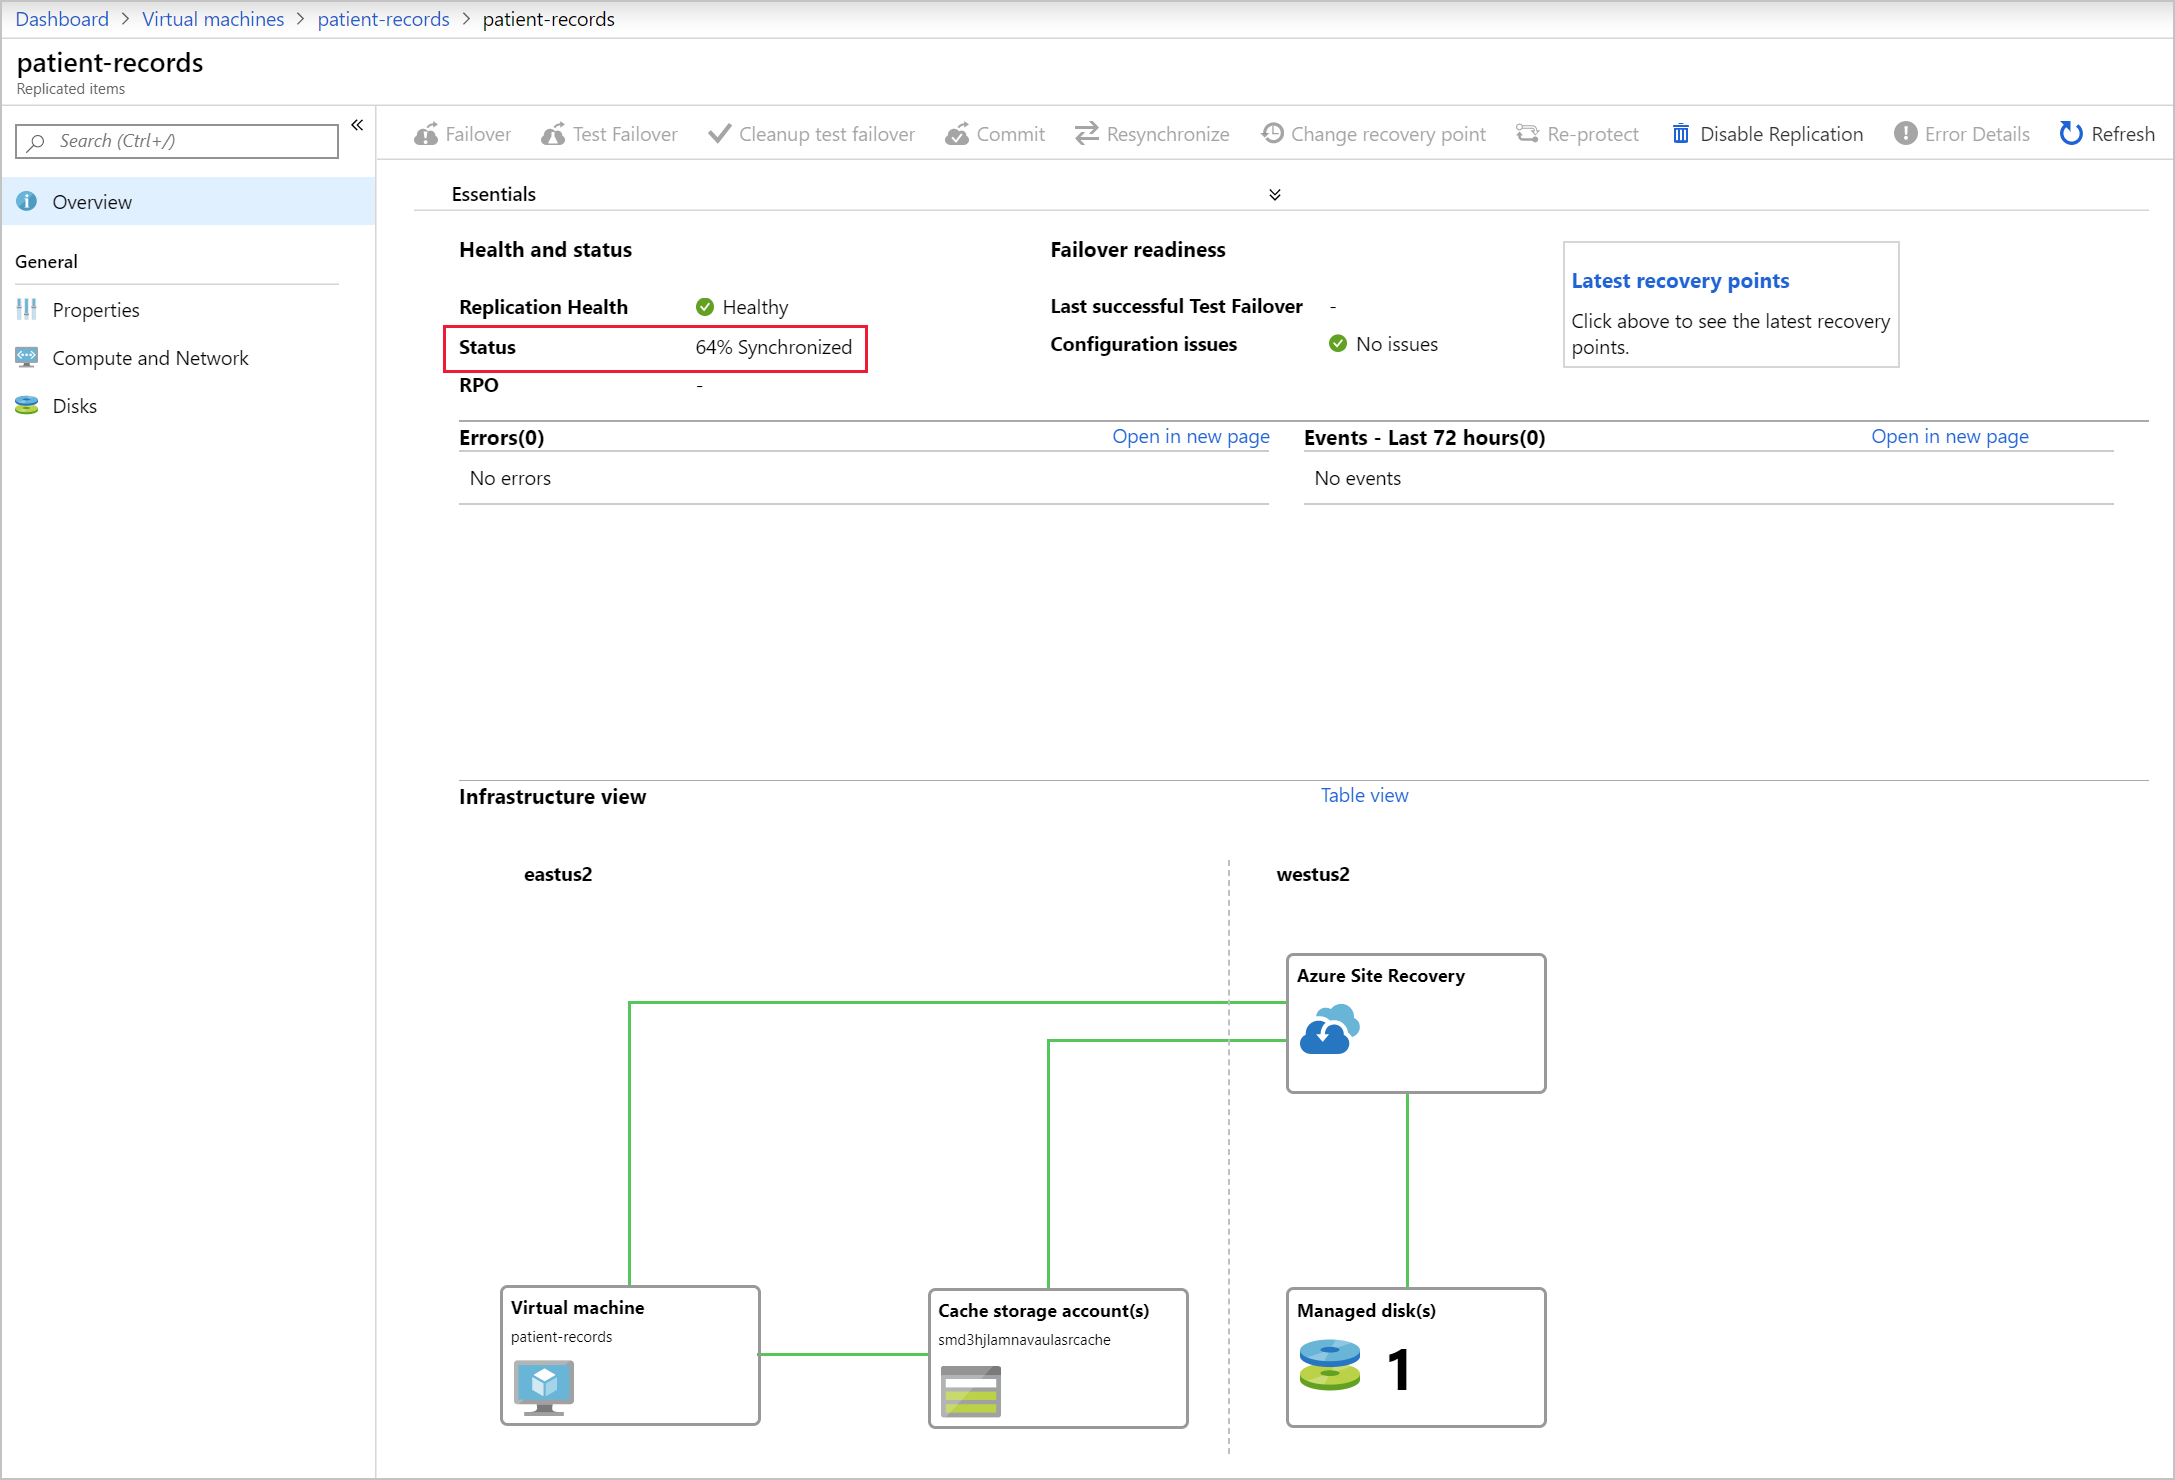 Dashboard > Virtual machines > patient-records > patient-records
patient-records
Replicated items
Search (Ctrl+/)
Overview
General
Properties
Compute and Network
Disks
Failover Test Failover Cleanup test failover Commit Resynchronize Change recovery point Re-protect Disable Replication Error Details Refresh
Essentials
Health and status
Replication Health Healthy
Status 64% Synchronized
RPO -
Failover readiness
Last successful Test Failover -
Configuration issues No issues
Latest recovery points
Click above to see the latest recovery
points.
Errors(0) Open in new page
No errors
Events - Last 72 hours(0) Open in new page
No events
Infrastructure view Table view
eastus2 westus2
Azure Site Recovery
Virtual machine
patient-records
Cache storage account(s)
smd3hjlamnavaulasrcache
Managed disk(s)
1